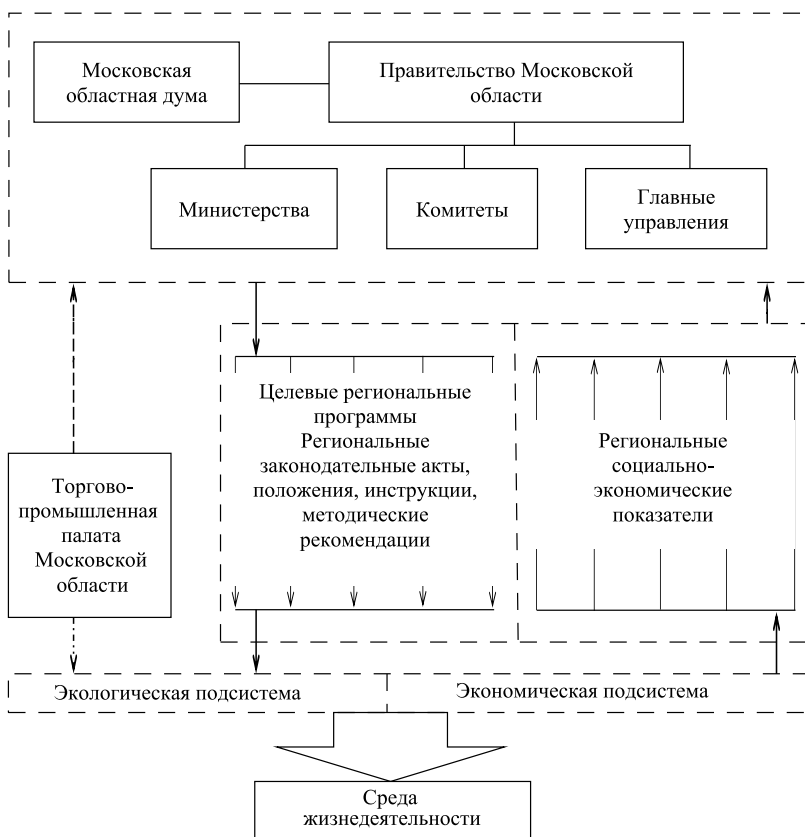 Московская
областная дума
Правительство Московской
области
Министерства
Комитеты
Главные
управления
Целевые региональные
программы
Региональные
законодательные акты,
положения, инструкции,
методические
рекомендации
Региональные
социально-
экономические
показатели
Торгово-
промышленная
палата
Московской
области
Экологическая подсистема
Экономическая подсистема
Среда
жизнедеятельности